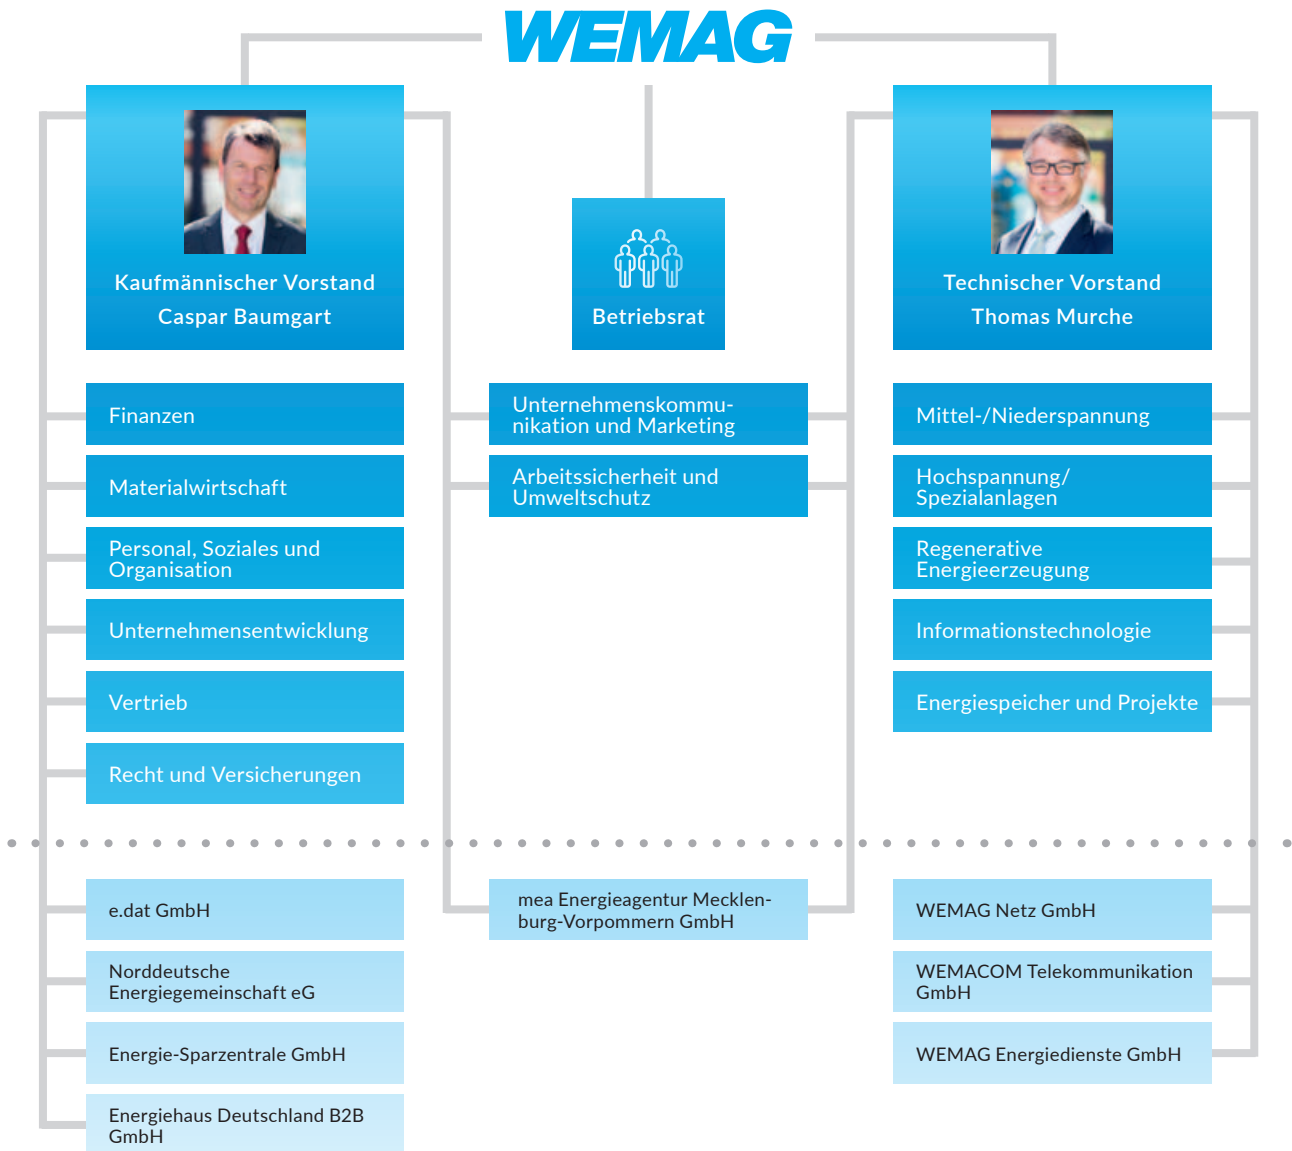 WEMAG
Kaufmännischer Vorstand
Caspar Baumgart
Betriebsrat
Technischer Vorstand
Thomas Murche
Finanzen
Materialwirtschaft
Personal, Soziales und
Organisation
Unternehmensentwicklung
Vertrieb
Recht und Versicherungen
Unternehmenskommu-
nikation und Marketing
Arbeitssicherheit und
Umweltschutz
Mittel-/Niederspannung
Hochspannung/
Spezialanlagen
Regenerative
Energieerzeugung
Informationstechnologie
Energiespeicher und Projekte
e.dat GmbH
Norddeutsche
Energiegemeinschaft eG
Energie-Sparzentrale GmbH
Energiehaus Deutschland B2B
GmbH
mea Energieagentur Mecklen-
burg-Vorpommern GmbH
WEMAG Netz GmbH
WEMACOM Telekommunikation
GmbH
WEMAG Energiedienste GmbH